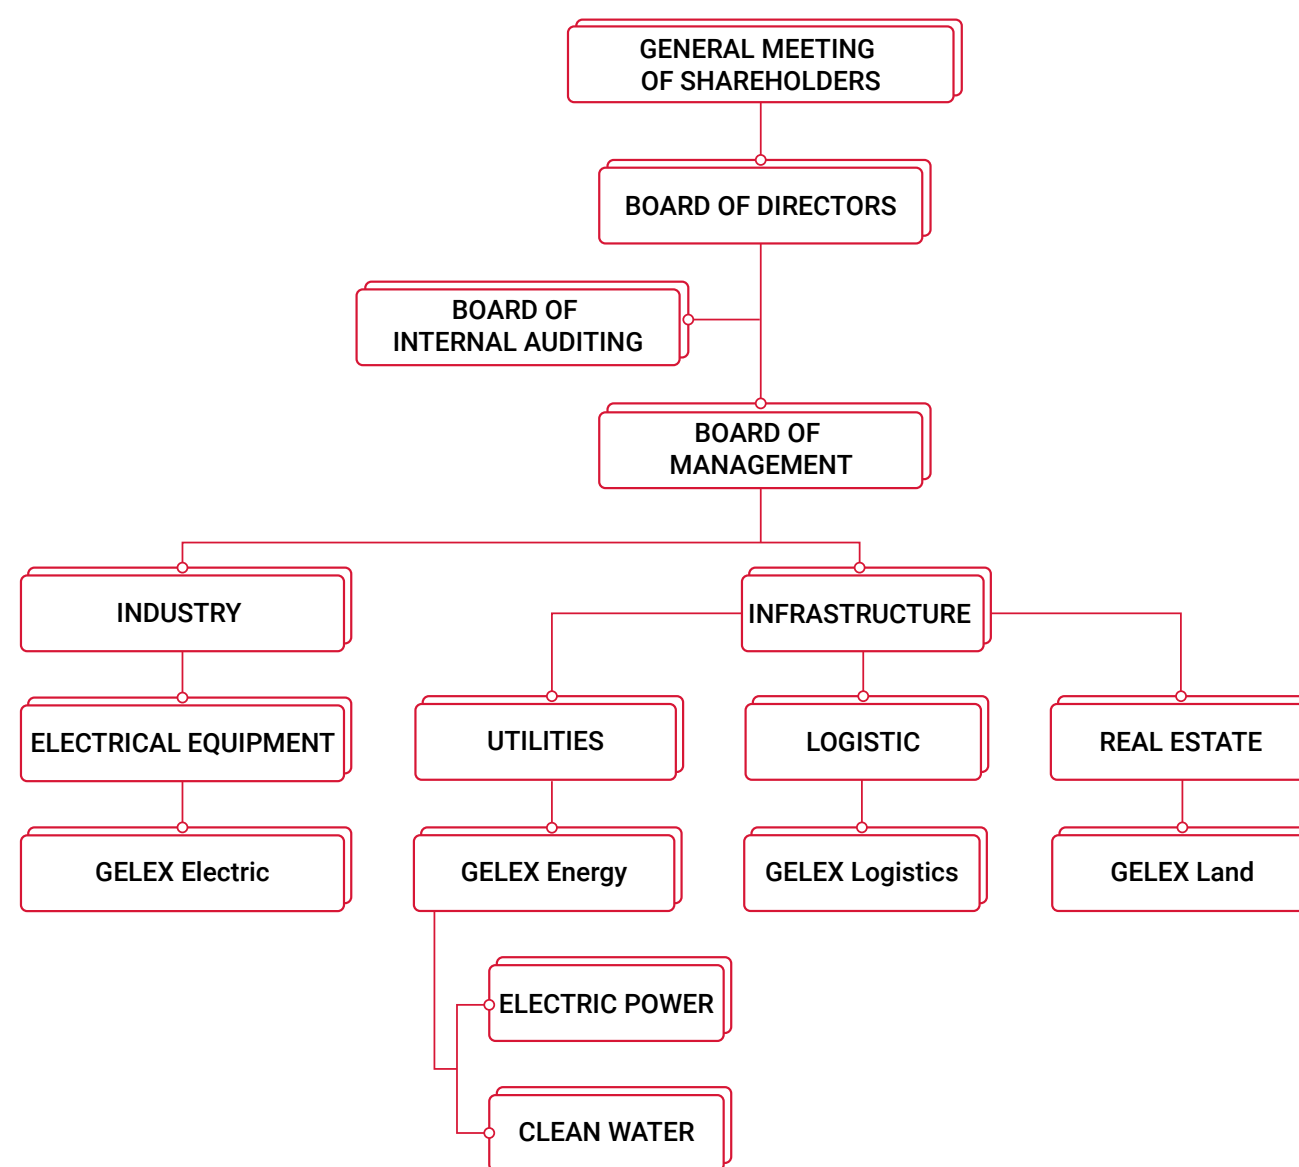 GENERAL MEETING
OF SHAREHOLDERS
BOARD OF DIRECTORS
BOARD OF
INTERNAL AUDITING
BOARD OF
MANAGEMENT
INDUSTRY
INFRASTRUCTURE
ELECTRICAL EQUIPMENT
UTILITIES
LOGISTIC
REAL ESTATE
GELEX Electric
GELEX Energy
GELEX Logistics
GELEX Land
ELECTRIC POWER
CLEAN WATER